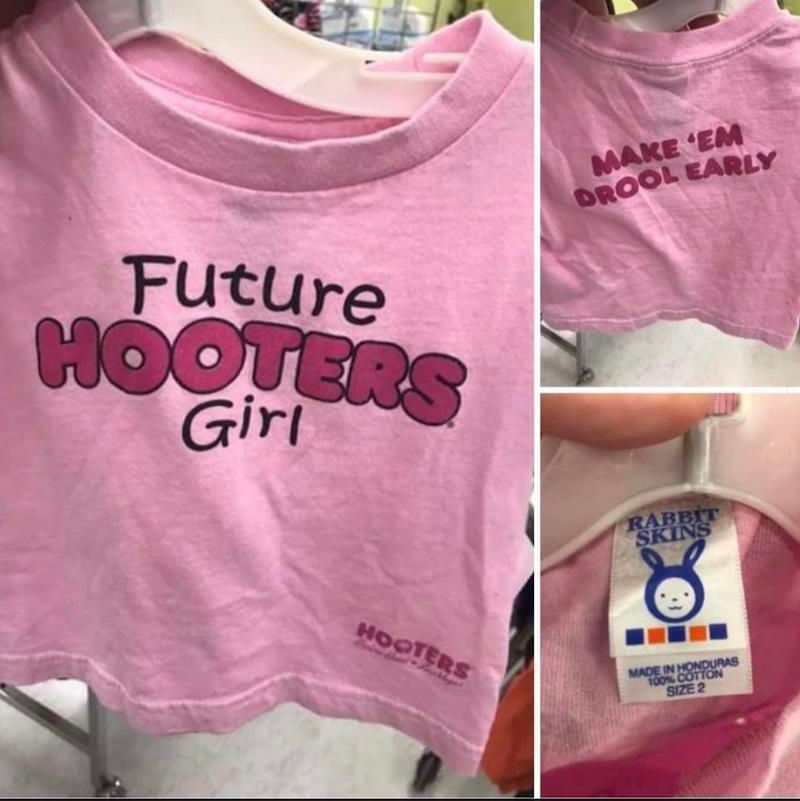 Future
HOOTERS
Girl
HOOTERS
MAKE 'EM
DROOL EARLY
RABBIT
SKINS
MADE IN HONDURAS
100% COTTON
SIZE 2